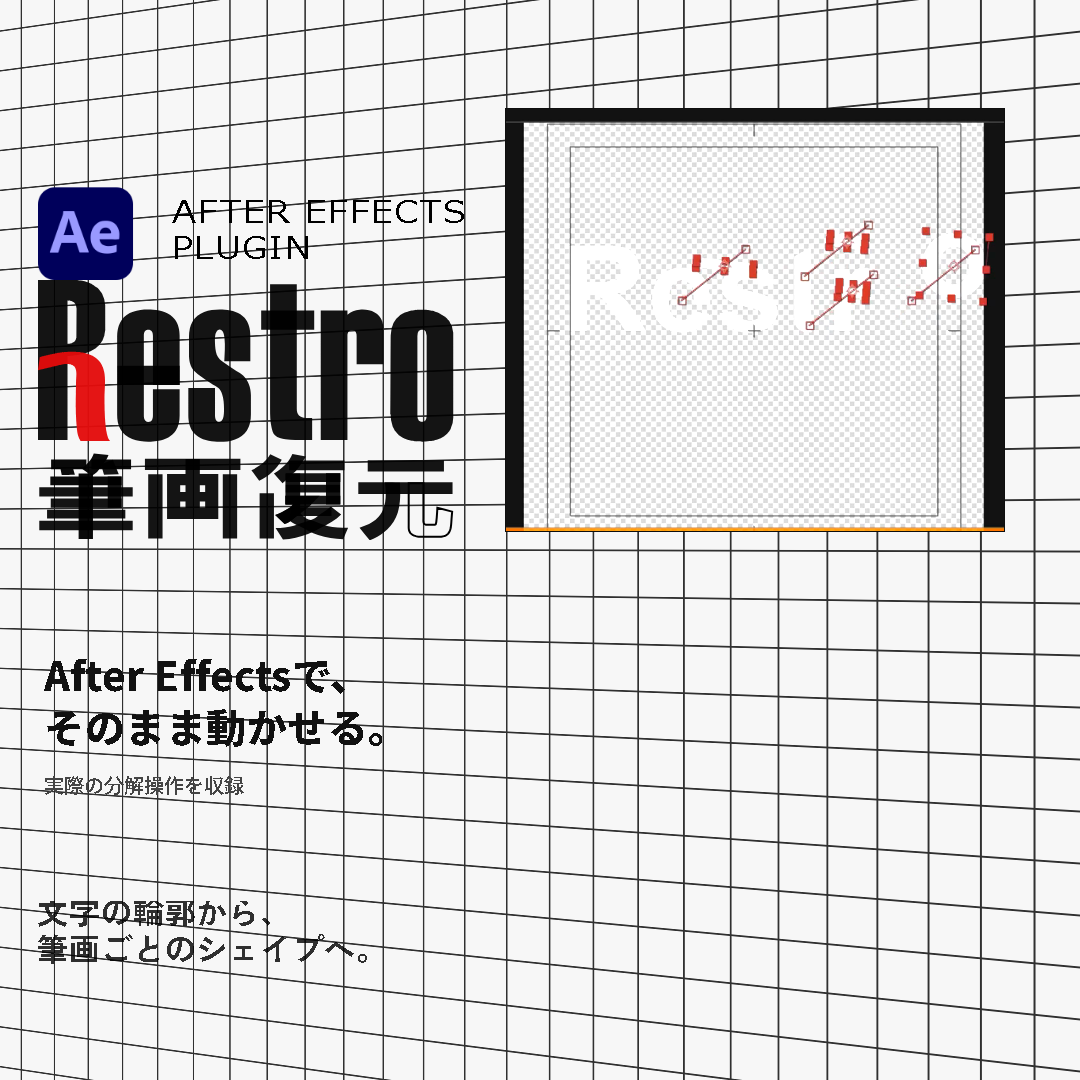 Ae
AFTER EFFECTS
PLUGIN
Restro
筆画復元
After Effectsで、
そのまま動かせる。
実際の分解操作を収録
文字の輪郭から、
筆画ごとのシェイプへ。